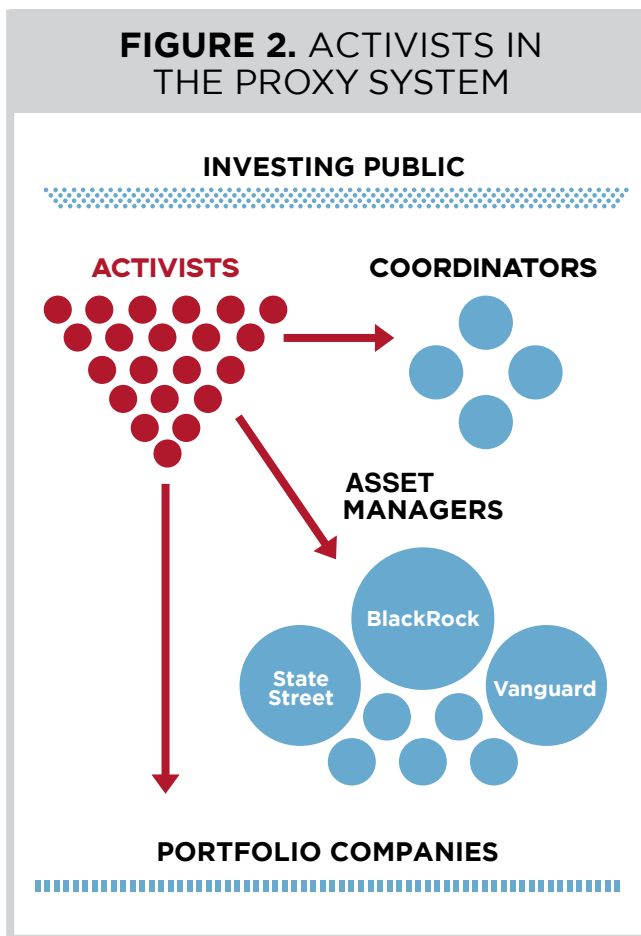 FIGURE 2. ACTIVISTS IN
THE PROXY SYSTEM
INVESTING PUBLIC
ACTIVISTS
COORDINATORS
ASSET
MANAGERS
BlackRock
State
Street
Vanguard
PORTFOLIO COMPANIES